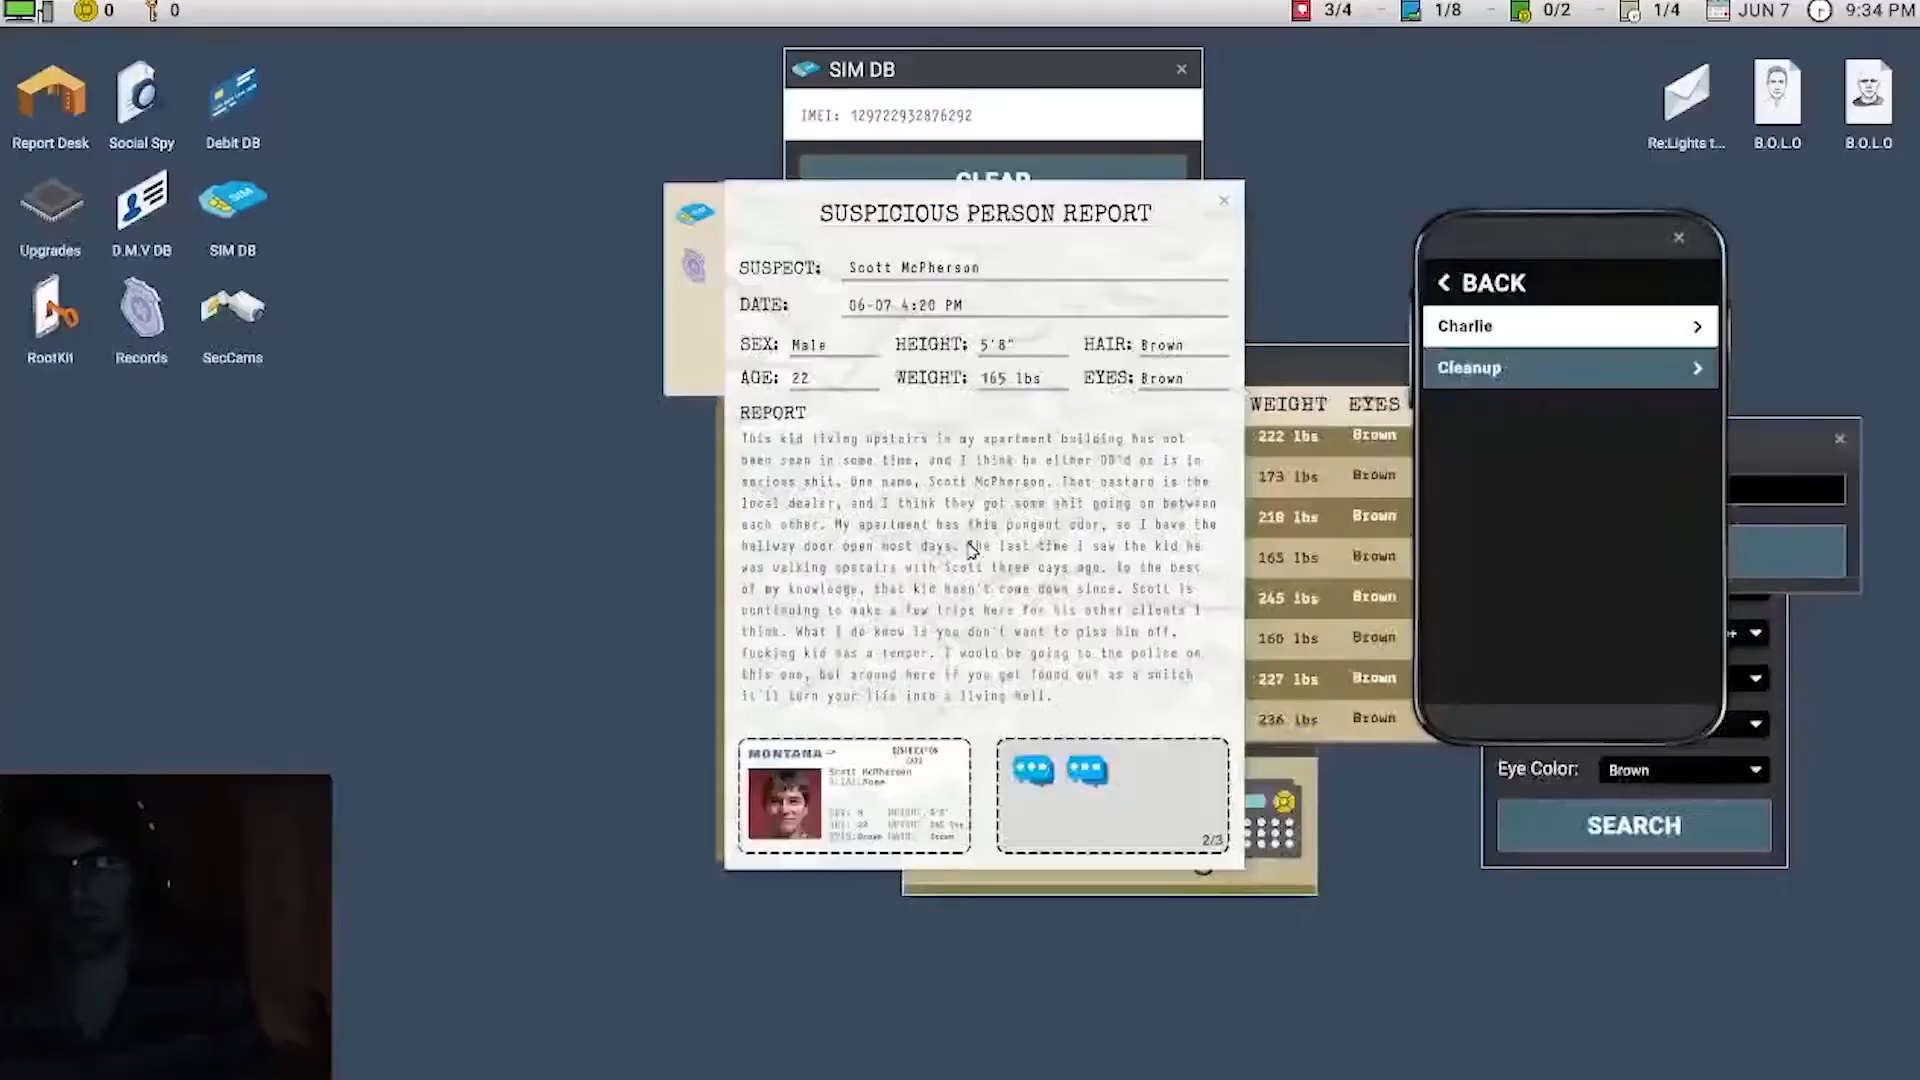 0
0
3/4
1/8
0/2
1/4
JUN 7
9:34 PM
Report Desk
Social Spy
Debit DB
Upgrades
D.M.V DB
SIM DB
RootKit
Records
SecCams
Re:Lights t...
B.O.L.O
B.O.L.O
SIM DB
IMEI: 129722932876292
CLEAR
SUSPICIOUS PERSON REPORT
SUSPECT: Scott McPherson
DATE: 06-07 4:20 PM
SEX: Male HEIGHT: 5'8" HAIR: Brown
AGE: 22 WEIGHT: 165 lbs EYES: Brown
REPORT
This kid living upstairs in my apartment building has not
been seen in some time, and I think he either OD'd or is in
serious shit. One name, Scott McPherson. That bastard is the
local dealer, and I think they got some shit going on between
each other. My apartment has this pungent odor, so I have the
hallway door open most days. The last time I saw the kid he
was walking upstairs with Scott three days ago. To the best
of my knowledge, that kid hasn't come down since. Scott is
continuing to make a few trips here for his other clients I
think. What I do know is you don't want to piss him off,
fucking kid has a temper. I would be going to the police on
this one, but around here if you get found out as a snitch
it'll turn your life into a living hell.
MONTANA
IDENTIFICATION
CARD
Scott McPherson
2/3
WEIGHT EYES
222 lbs Brown
173 lbs Brown
218 lbs Brown
165 lbs Brown
245 lbs Brown
160 lbs Brown
227 lbs Brown
236 lbs Brown
BACK
Charlie
Cleanup
Eye Color: Brown
SEARCH